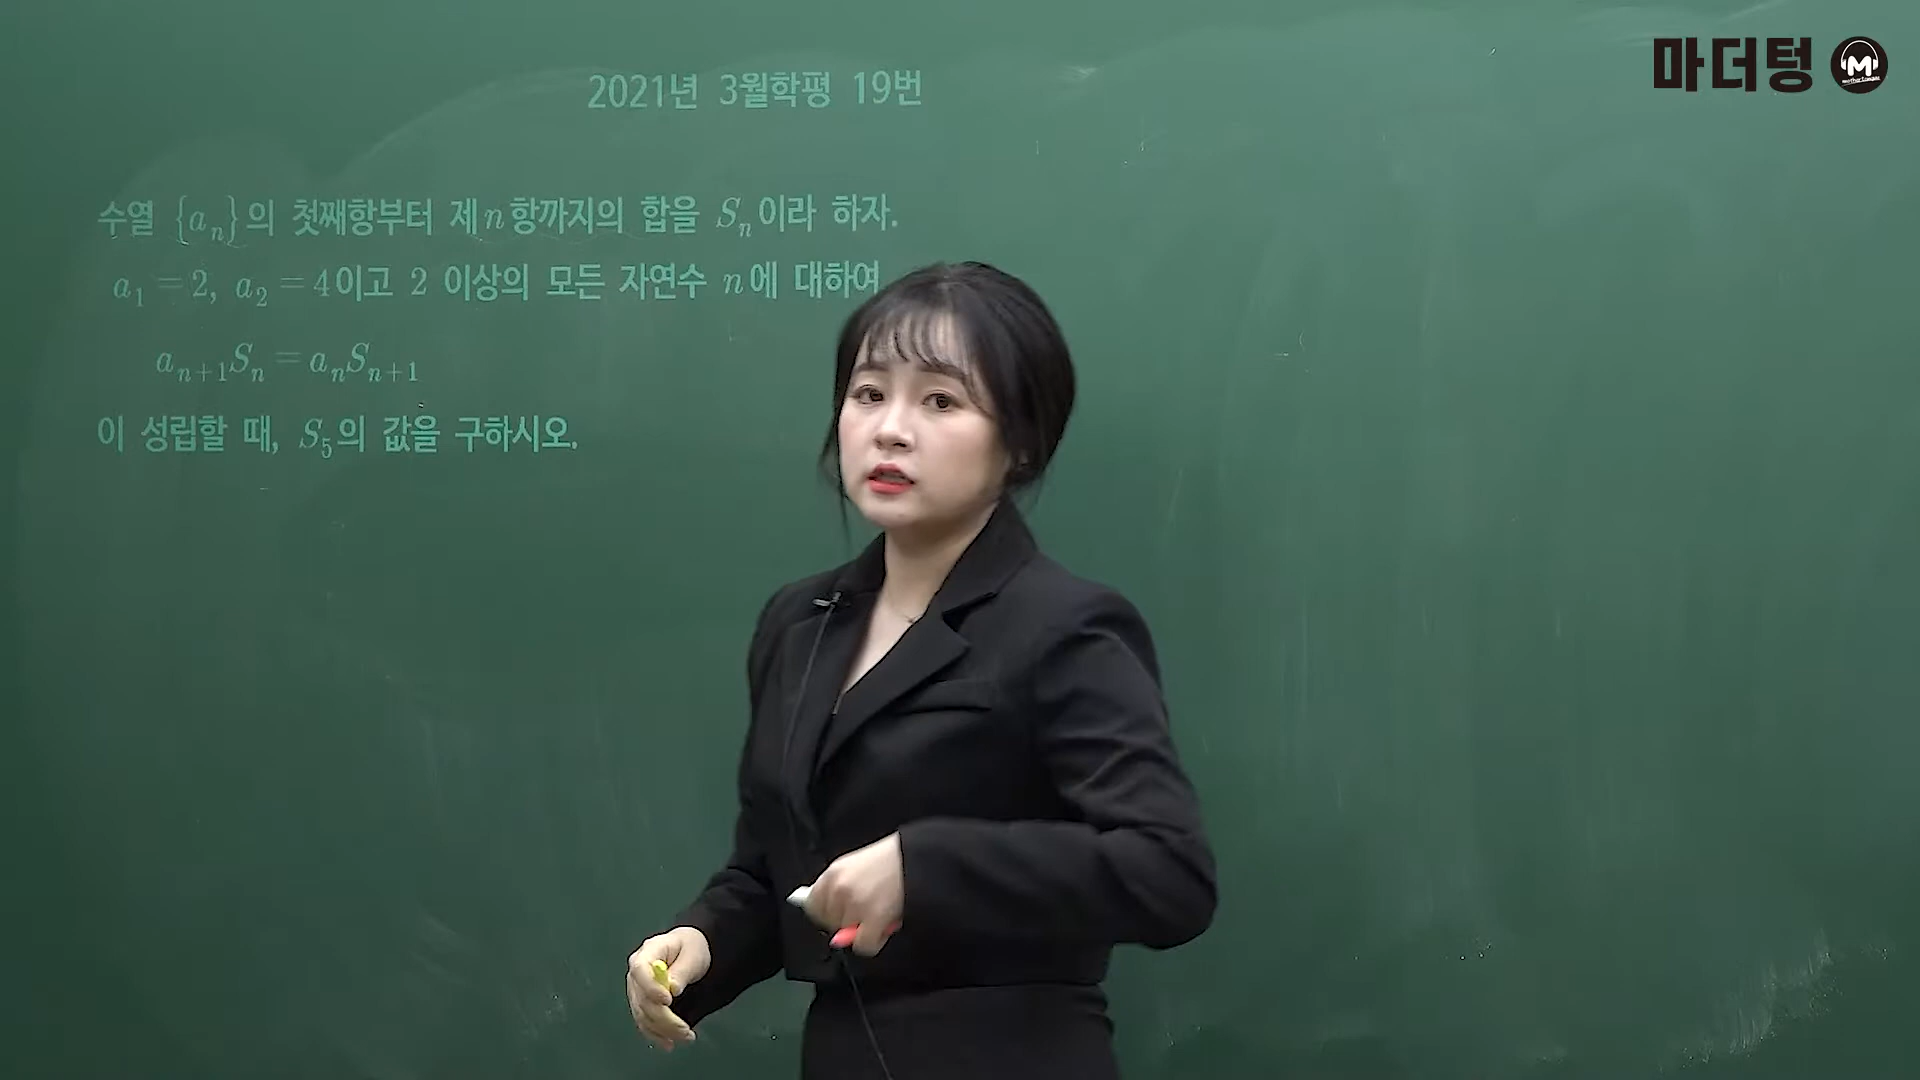 마더텅
2021년 3월학평 19번
수열 {aₙ}의 첫째항부터 제n항까지의 합을 Sₙ이라 하자.
a₁=2, a₂=4이고 2 이상의 모든 자연수 n에 대하여
aₙ₊₁Sₙ=aₙSₙ₊₁
이 성립할 때, S₅의 값을 구하시오.